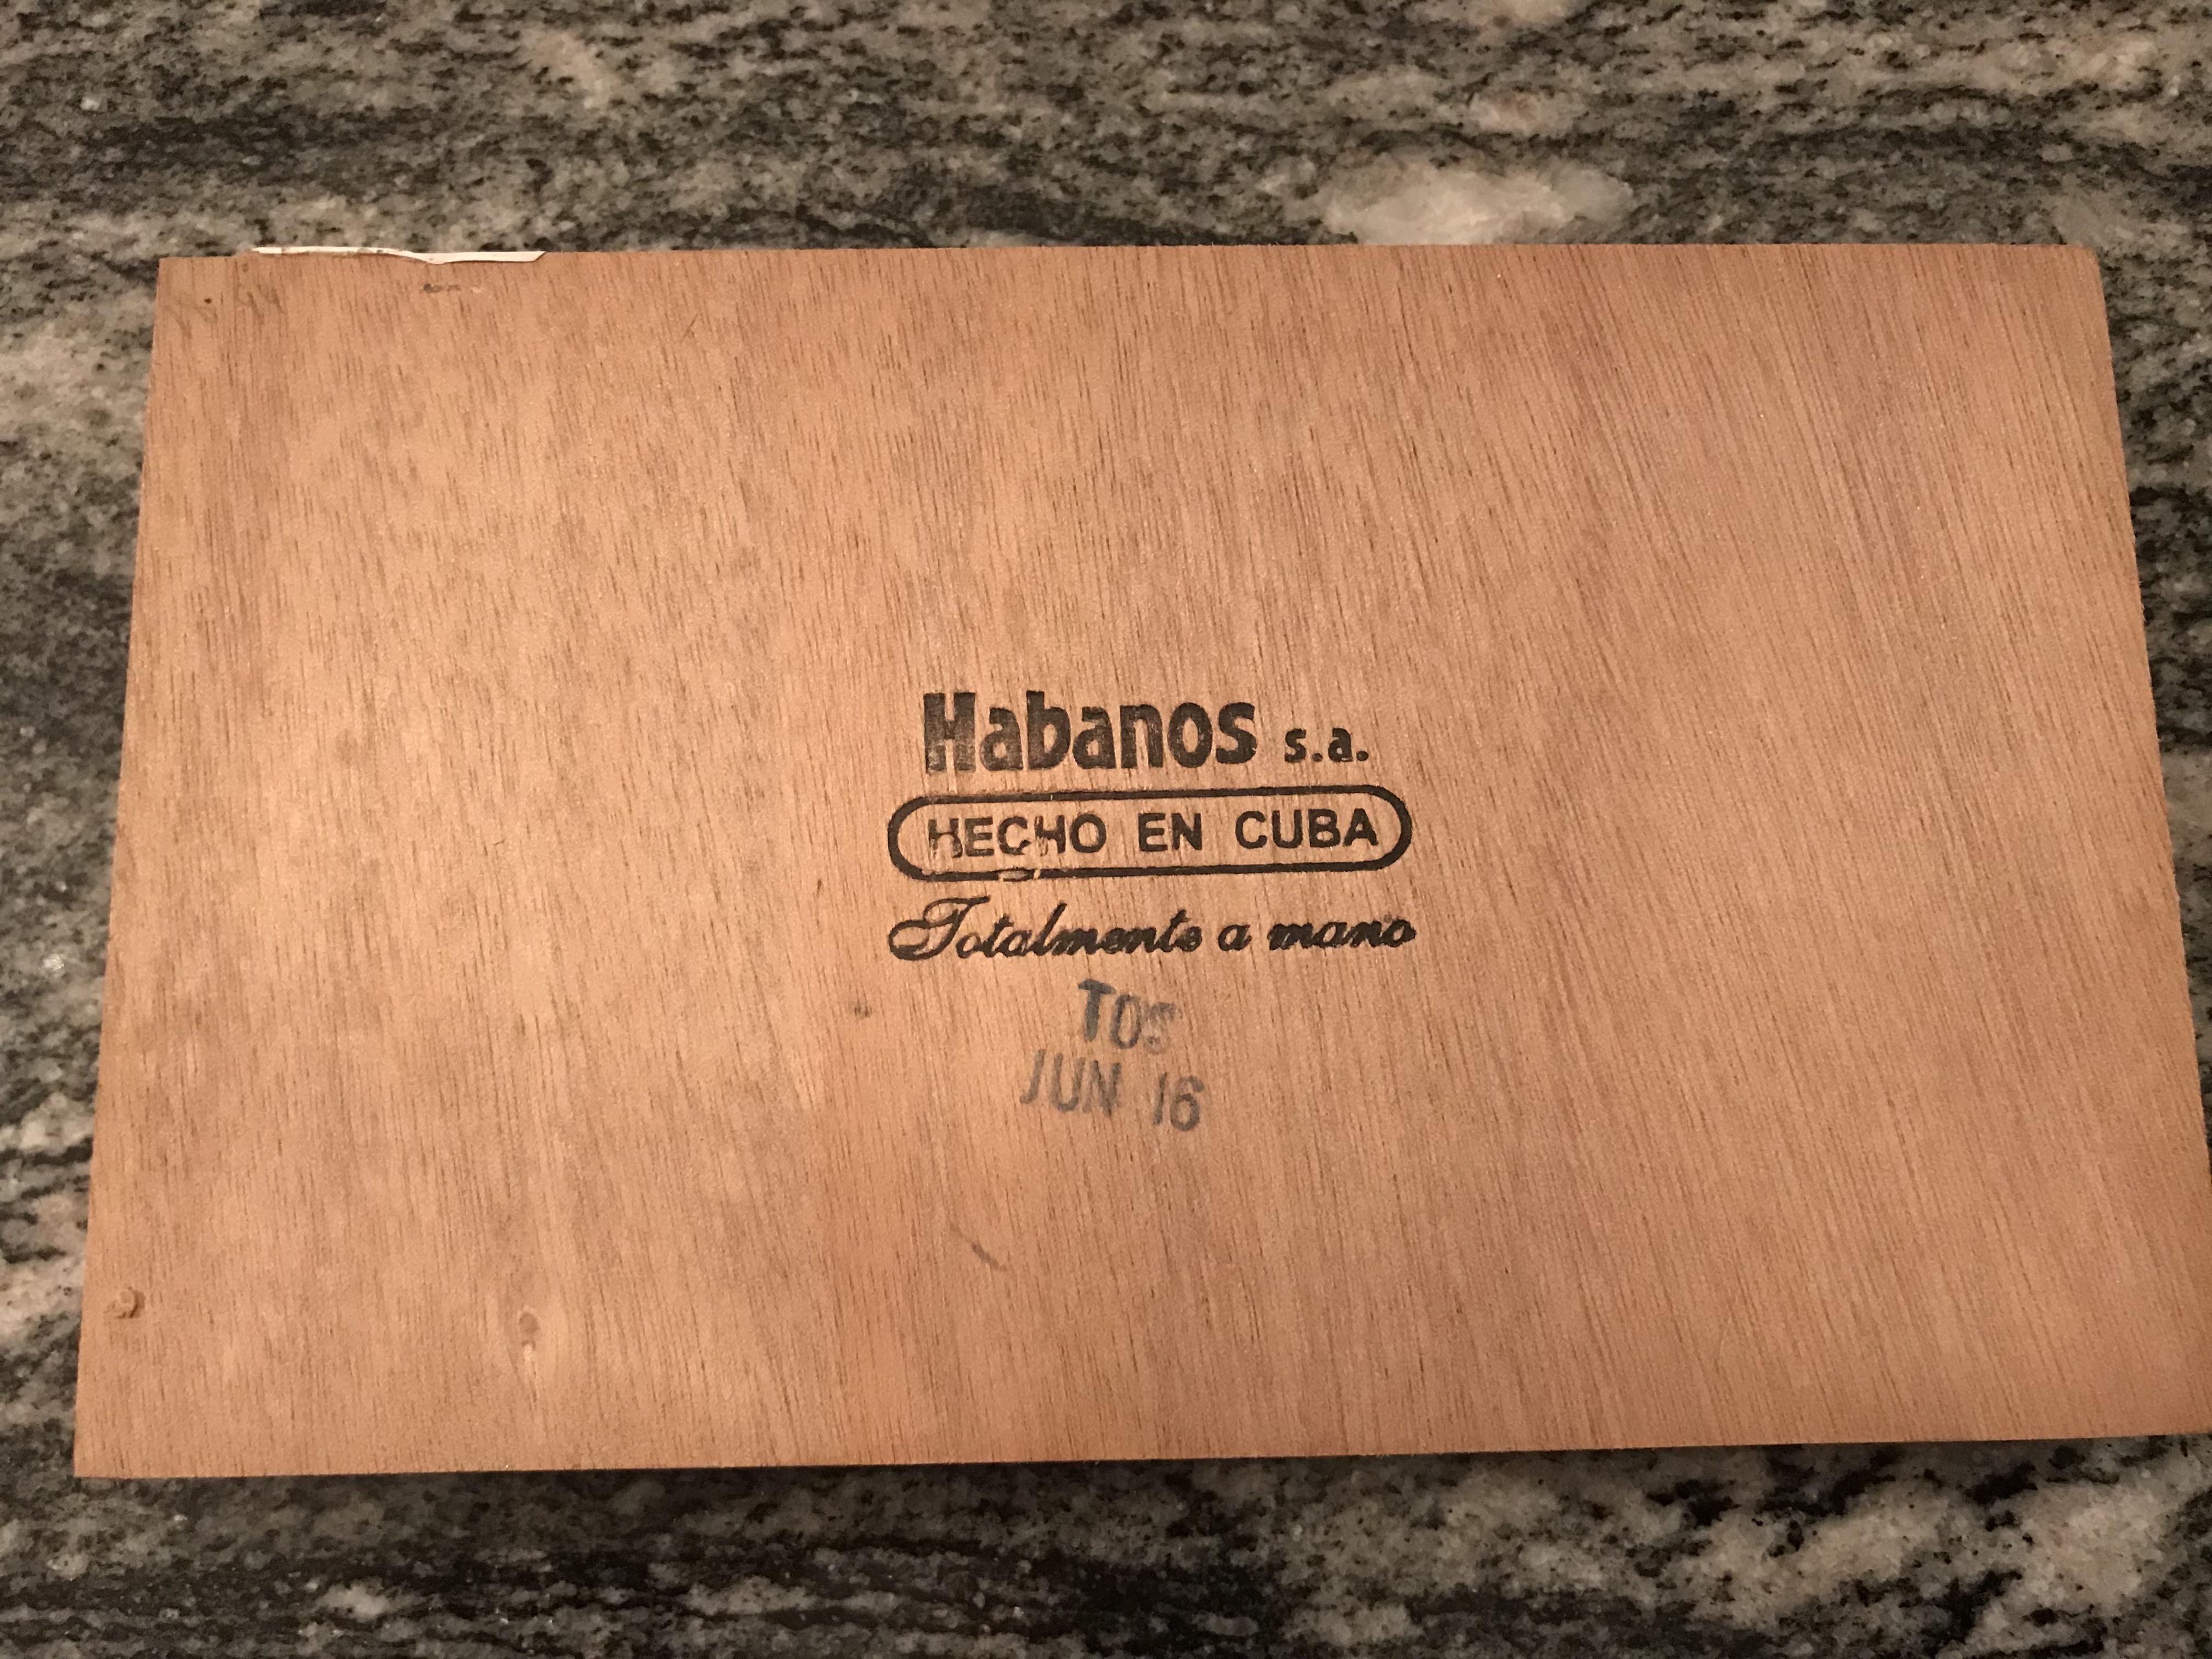 Habanos s.a.
HECHO EN CUBA
Totalmente a mano
TOS
JUN 16